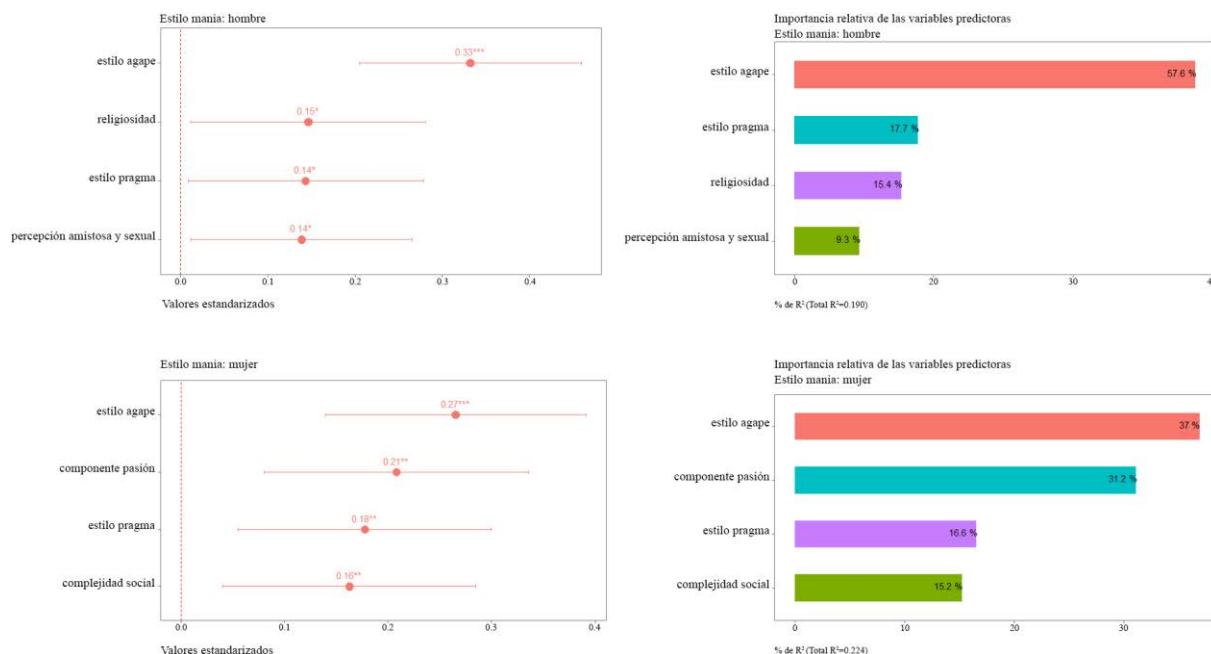 Estilo mania: hombre
estilo agape
0.33***
religiosidad
0.15*
estilo pragma
0.14*
percepción amistosa y sexual
0.14*
0.0 0.1 0.2 0.3 0.4
Valores estandarizados
Importancia relativa de las variables predictoras
Estilo mania: hombre
estilo agape
57.6 %
estilo pragma
17.7 %
religiosidad
15.4 %
percepción amistosa y sexual
9.3 %
0 20 30
% de R² (Total R²=0.190)
Estilo mania: mujer
estilo agape
0.27***
componente pasión
0.21**
estilo pragma
0.18**
complejidad social
0.16**
0.0 0.1 0.2 0.3 0.4
Valores estandarizados
Importancia relativa de las variables predictoras
Estilo mania: mujer
estilo agape
37 %
componente pasión
31.2 %
estilo pragma
16.6 %
complejidad social
15.2 %
0 10 20 30
% de R² (Total R²=0.224)